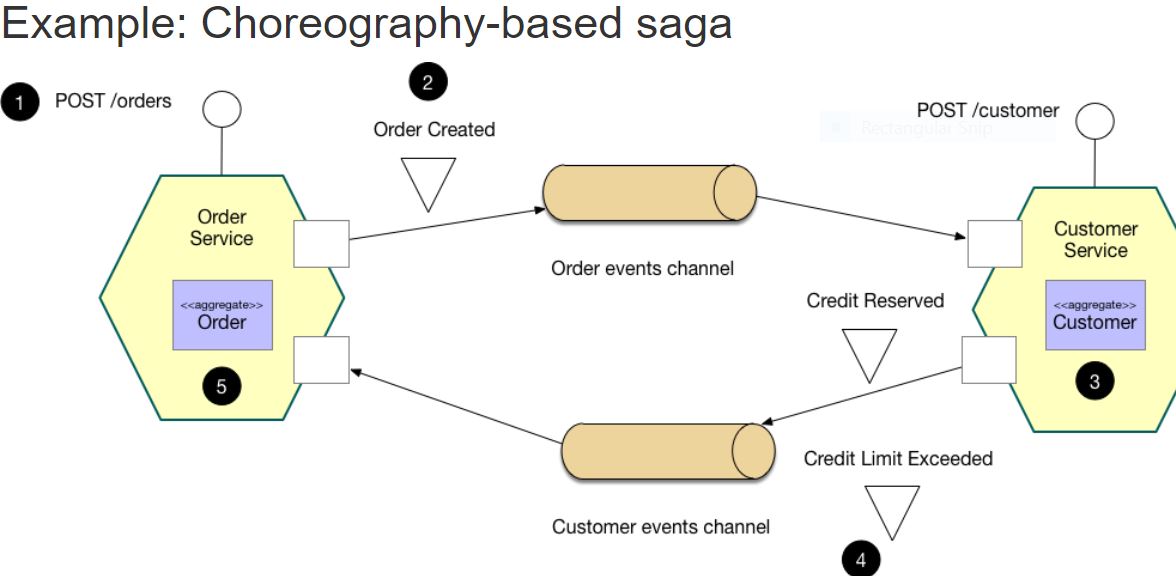 Example: Choreography-based saga
1
POST /orders
2
Order Created
POST /customer
Rectangular Snip
Order
Service
<<aggregate>>
Order
5
Order events channel
Customer
Service
<<aggregate>>
Customer
3
Credit Reserved
Credit Limit Exceeded
4
Customer events channel